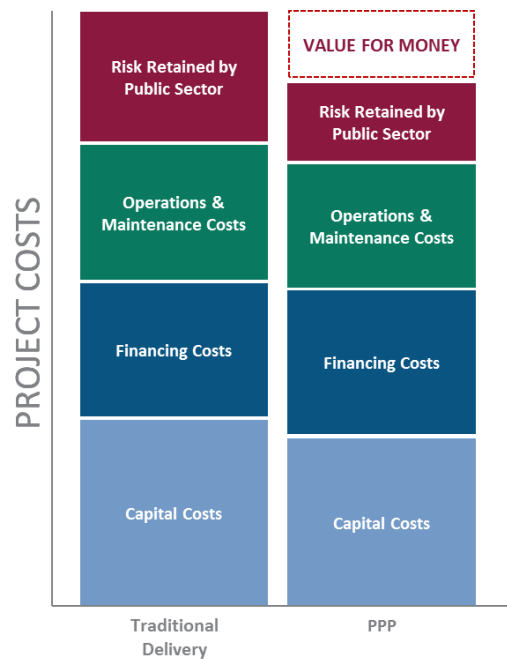 PROJECT COSTS
Risk Retained by
Public Sector
Operations &
Maintenance Costs
Financing Costs
Capital Costs
Traditional
Delivery
VALUE FOR MONEY
Risk Retained by
Public Sector
Operations &
Maintenance Costs
Financing Costs
Capital Costs
PPP